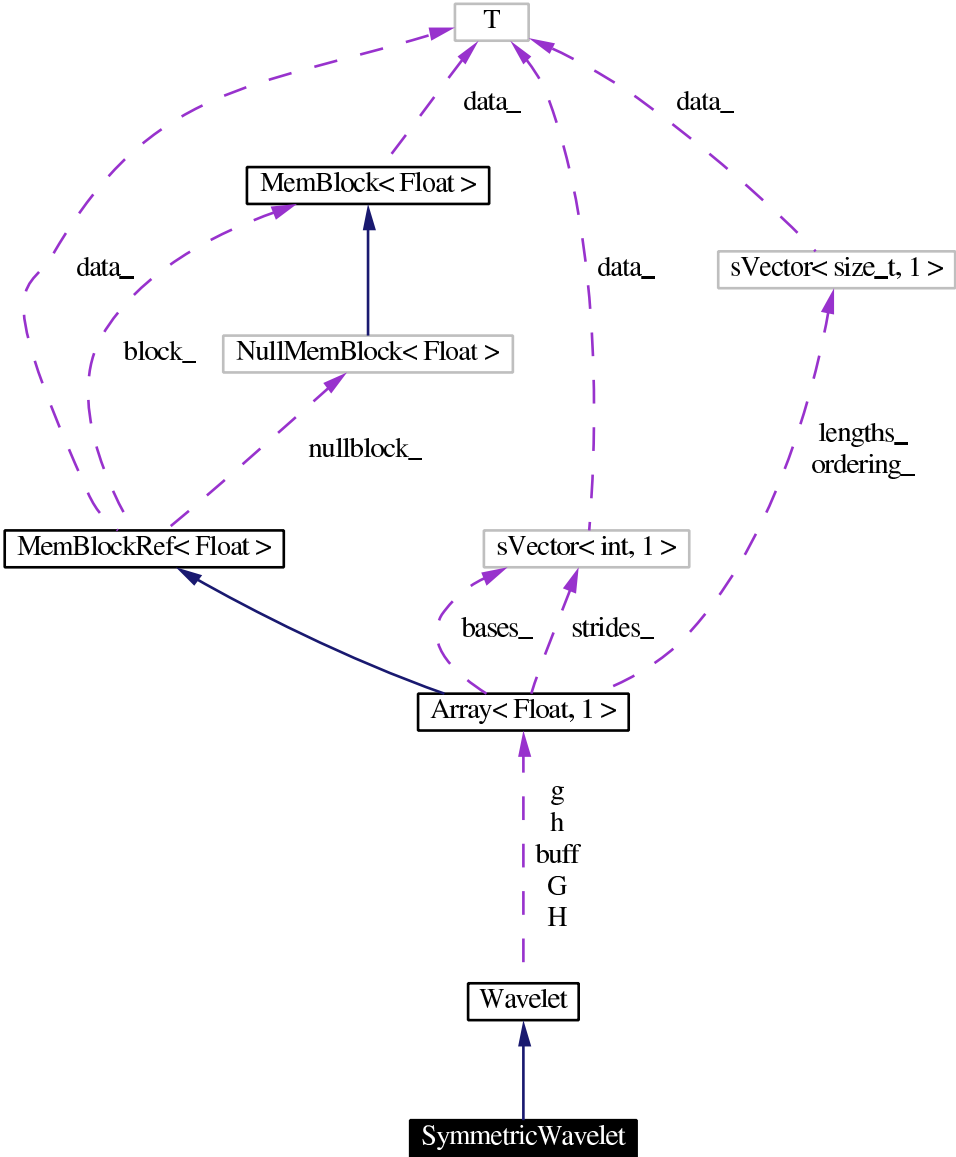 T
data_
data_
MemBlock< Float >
data_
data_
sVector< size_t, 1 >
block_
NullMemBlock< Float >
nullblock_
lengths_
ordering_
MemBlockRef< Float >
sVector< int, 1 >
bases_
strides_
Array< Float, 1 >
g
h
buff
G
H
Wavelet
SymmetricWavelet